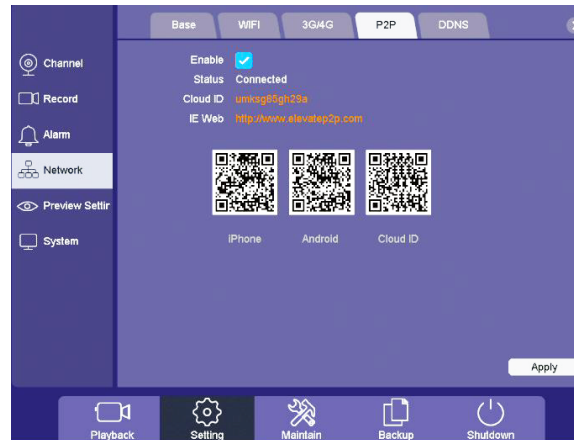 Base WIFI 3G/4G P2P DDNS
Channel
Record
Alarm
Network
Preview Settir
System
Enable
Status Connected
Cloud ID umksg65gh29a
IE Web http://www.elevatep2p.com
iPhone Android Cloud ID
Apply
Playback Setting Maintain Backup Shutdown